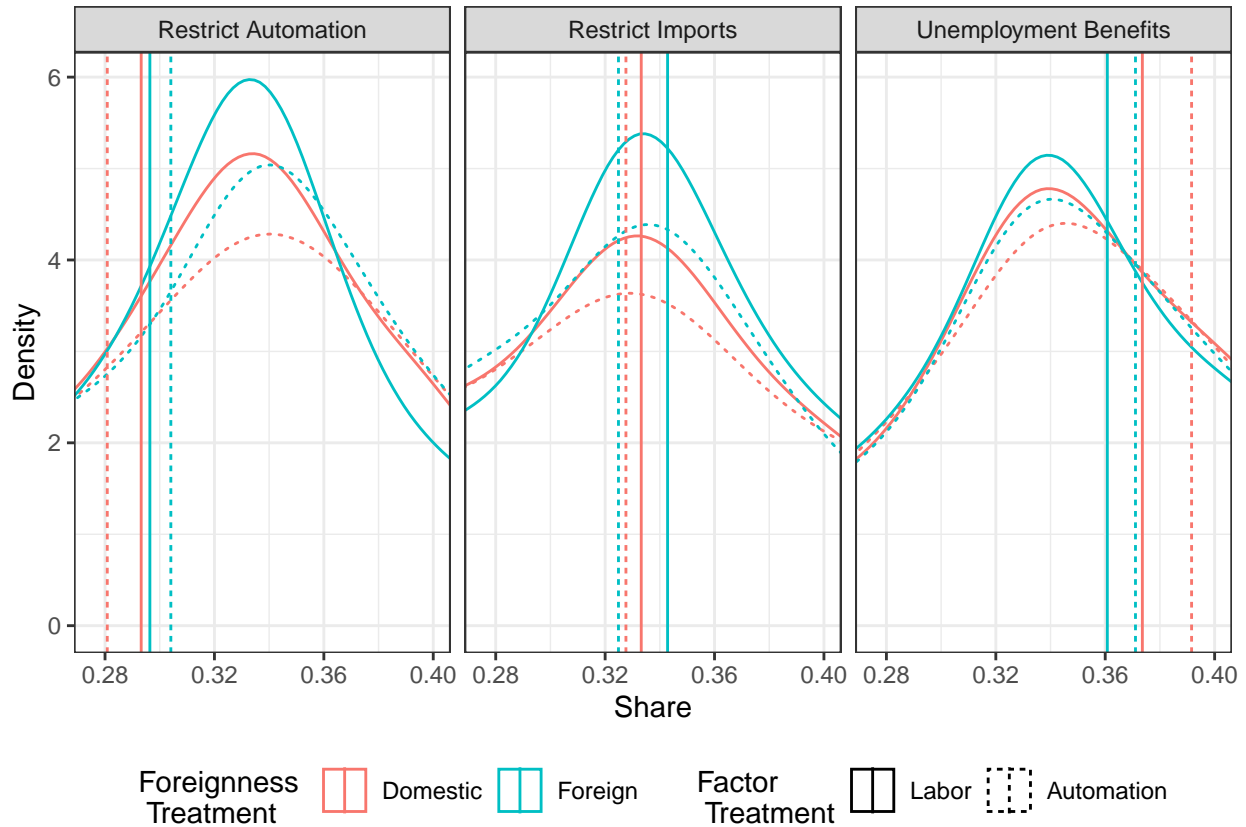 Restrict Automation
Restrict Imports
Unemployment Benefits
Density
6
4
2
0
0.28 0.32 0.36 0.40
0.28 0.32 0.36 0.40
0.28 0.32 0.36 0.40
Share
Foreignness
Treatment
Domestic
Foreign
Factor
Treatment
Labor
Automation